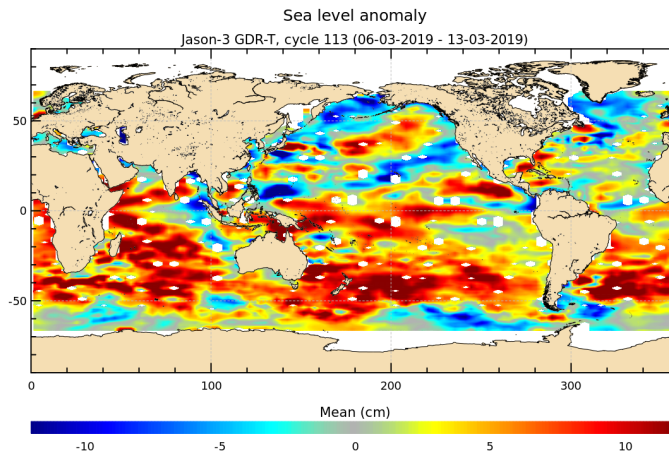 Sea level anomaly
Jason-3 GDR-T, cycle 113 (06-03-2019 - 13-03-2019)
50
0
-50
0 100 200 300
Mean (cm)
-10 -5 0 5 10